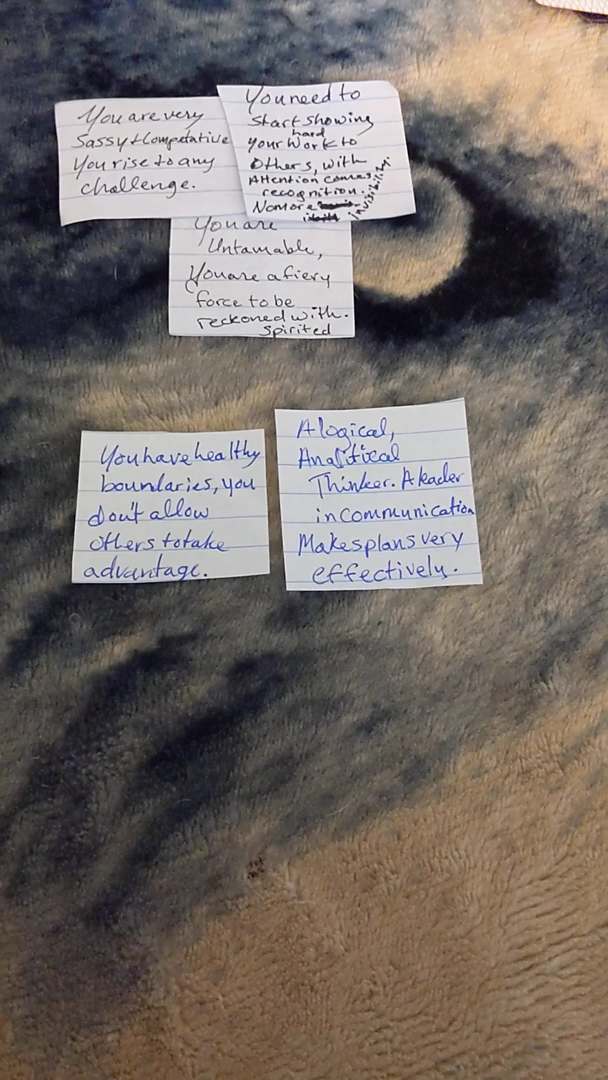 You are very
Sassy + Competative
You rise to any
challenge.
You need to
start showing
hard
your work to
others, with
Attention comes
recognition.
No more
invisibility.
You are
Untamable,
You are a fiery
force to be
reckoned with.
spirited
You have healthy
boundaries, you
don't allow
others to take
advantage.
A logical,
Analitical
Thinker. A leader
in communication
Makes plans very
effectively.